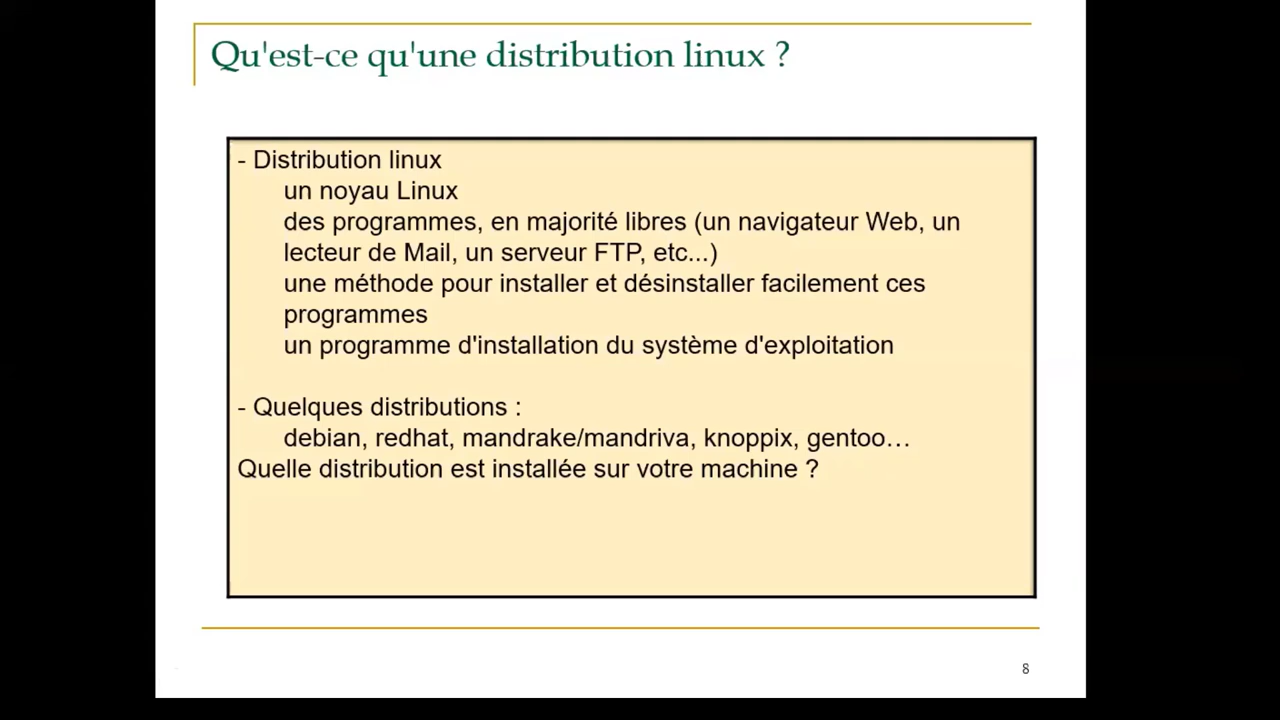 Qu'est-ce qu'une distribution linux ?
- Distribution linux
un noyau Linux
des programmes, en majorité libres (un navigateur Web, un
lecteur de Mail, un serveur FTP, etc...)
une méthode pour installer et désinstaller facilement ces
programmes
un programme d'installation du système d'exploitation
- Quelques distributions :
debian, redhat, mandrake/mandriva, knoppix, gentoo…
Quelle distribution est installée sur votre machine ?
8